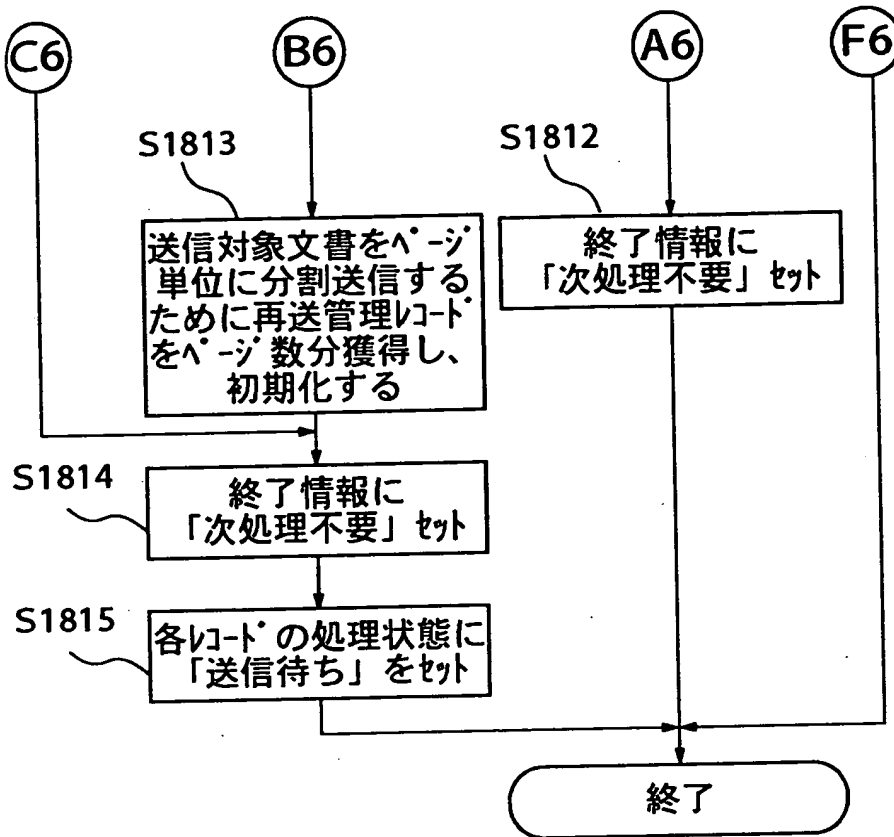 C6
B6
A6
F6
S1813
送信対象文書をﾍﾟｰｼﾞ
単位に分割送信する
ために再送管理ﾚｺｰﾄﾞ
をﾍﾟｰｼﾞ数分獲得し、
初期化する
S1812
終了情報に
「次処理不要」ｾｯﾄ
S1814
終了情報に
「次処理不要」ｾｯﾄ
S1815
各ﾚｺｰﾄﾞの処理状態に
「送信待ち」をｾｯﾄ
終了